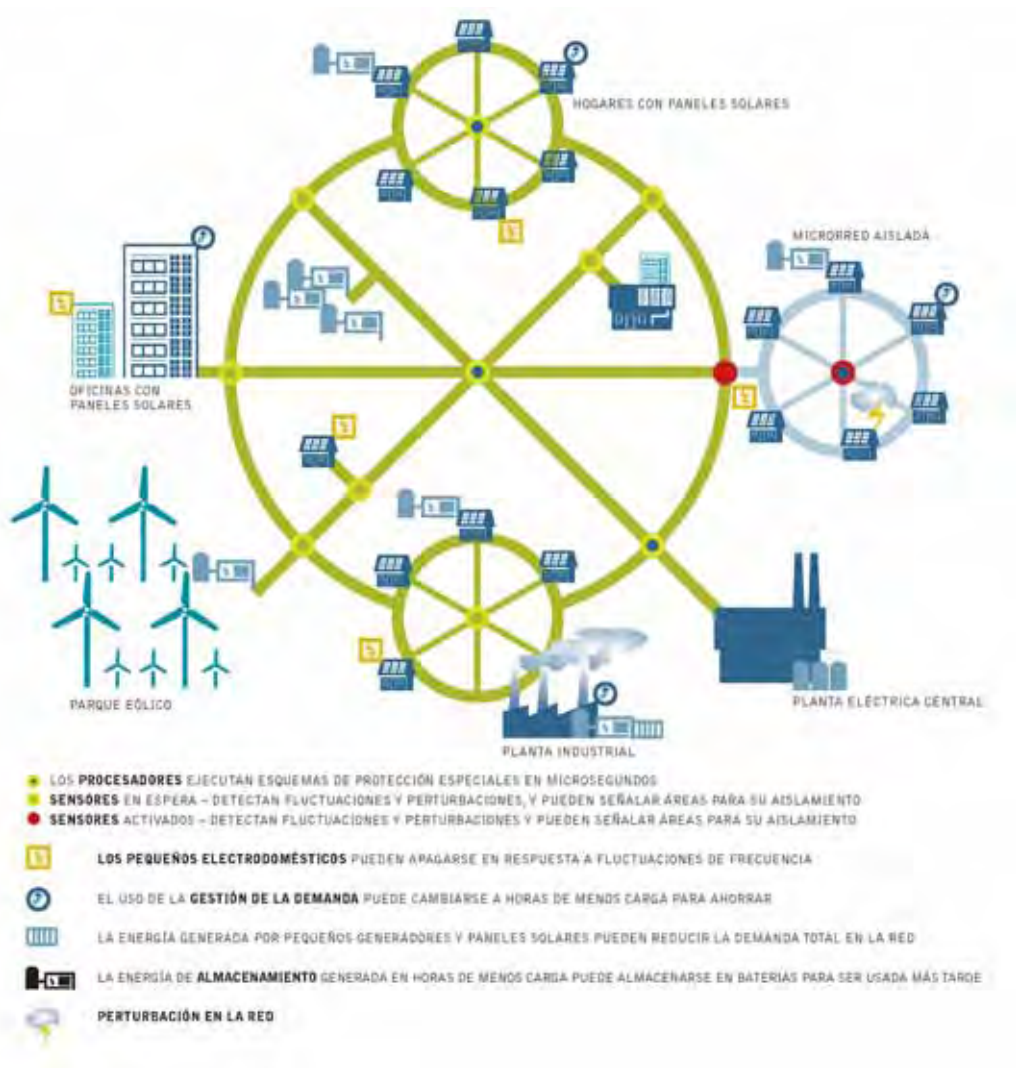 HOGARES CON PANELES SOLARES
MICRORRED AISLADA
OFICINAS CON
PANELES SOLARES
PARQUE EÓLICO
PLANTA ELÉCTRICA CENTRAL
PLANTA INDUSTRIAL
LOS PROCESADORES EJECUTAN ESQUEMAS DE PROTECCIÓN ESPECIALES EN MICROSEGUNDOS
SENSORES EN ESPERA – DETECTAN FLUCTUACIONES Y PERTURBACIONES, Y PUEDEN SEÑALAR ÁREAS PARA SU AISLAMIENTO
SENSORES ACTIVADOS – DETECTAN FLUCTUACIONES Y PERTURBACIONES Y PUEDEN SEÑALAR ÁREAS PARA SU AISLAMIENTO
LOS PEQUEÑOS ELECTRODOMÉSTICOS PUEDEN APAGARSE EN RESPUESTA A FLUCTUACIONES DE FRECUENCIA
EL USO DE LA GESTIÓN DE LA DEMANDA PUEDE CAMBIARSE A HORAS DE MENOS CARGA PARA AHORRAR
LA ENERGÍA GENERADA POR PEQUEÑOS GENERADORES Y PANELES SOLARES PUEDEN REDUCIR LA DEMANDA TOTAL EN LA RED
LA ENERGÍA DE ALMACENAMIENTO GENERADA EN HORAS DE MENOS CARGA PUEDE ALMACENARSE EN BATERÍAS PARA SER USADA MÁS TARDE
PERTURBACIÓN EN LA RED